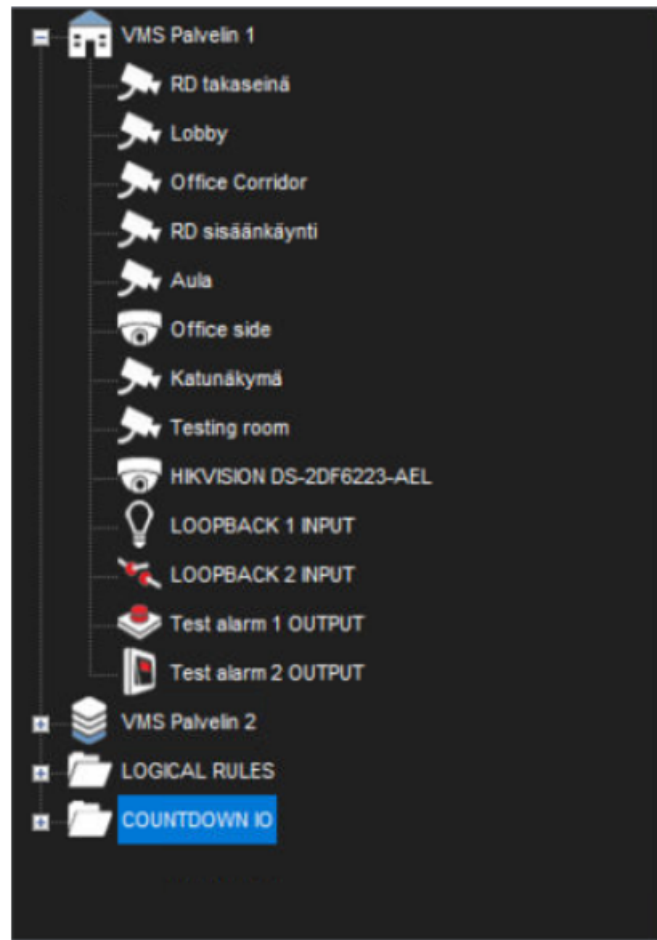 VMS Palvelin 1
RD takaseinä
Lobby
Office Corridor
RD sisäänkäynti
Aula
Office side
Katunäkymä
Testing room
HIKVISION DS-2DF6223-AEL
LOOPBACK 1 INPUT
LOOPBACK 2 INPUT
Test alarm 1 OUTPUT
Test alarm 2 OUTPUT
VMS Palvelin 2
LOGICAL RULES
COUNTDOWN IO